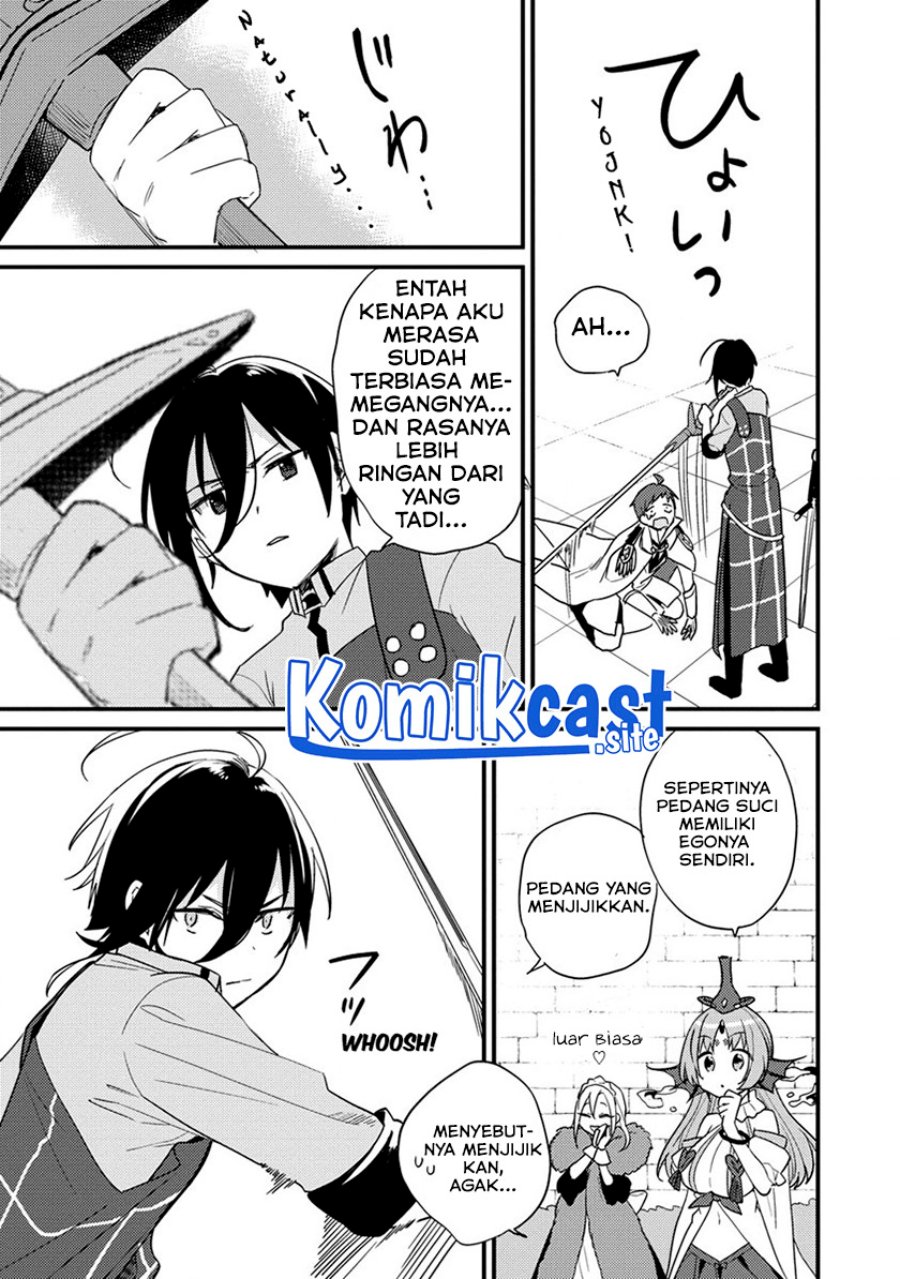 ひょいっ
YOINK!
AH...
じわ...
Naturally...
ENTAH
KENAPA AKU
MERASA
SUDAH
TERBIASA ME-
MEGANGNYA...
DAN RASANYA
LEBIH
RINGAN DARI
YANG
TADI...
Komikcast
.site
SEPERTINYA
PEDANG SUCI
MEMILIKI
EGONYA
SENDIRI.
PEDANG YANG
MENJIJIKKAN.
luar Biasa
フッ
WHOOSH!
MENYEBUT-
NYA MENJIJIK
KAN,
AGAK...